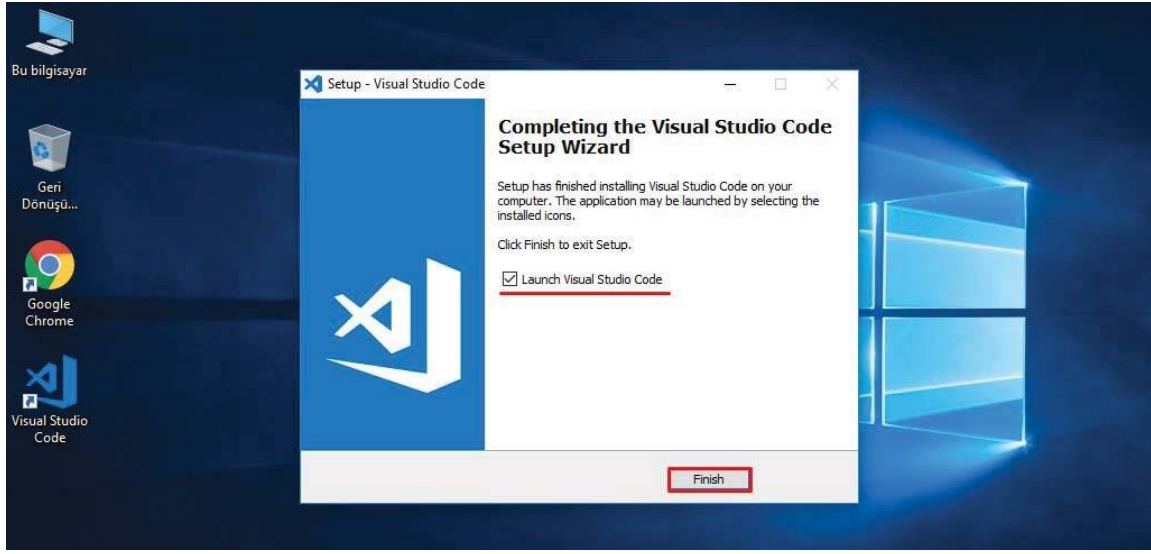 Bu bilgisayar
Geri
Dönüşü...
Google
Chrome
Visual Studio
Code
Setup - Visual Studio Code
Completing the Visual Studio Code
Setup Wizard
Setup has finished installing Visual Studio Code on your
computer. The application may be launched by selecting the
installed icons.
Click Finish to exit Setup.
Launch Visual Studio Code
Finish